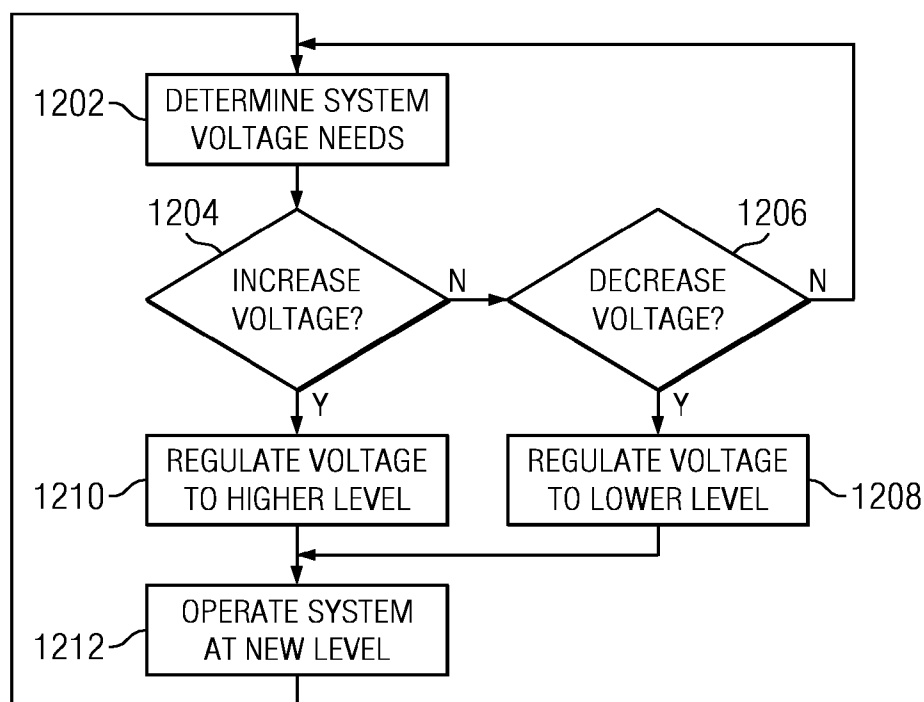 1202
DETERMINE SYSTEM
VOLTAGE NEEDS
1204
INCREASE
VOLTAGE?
N
Y
1206
DECREASE
VOLTAGE?
N
Y
1210
REGULATE VOLTAGE
TO HIGHER LEVEL
REGULATE VOLTAGE
TO LOWER LEVEL
1208
1212
OPERATE SYSTEM
AT NEW LEVEL